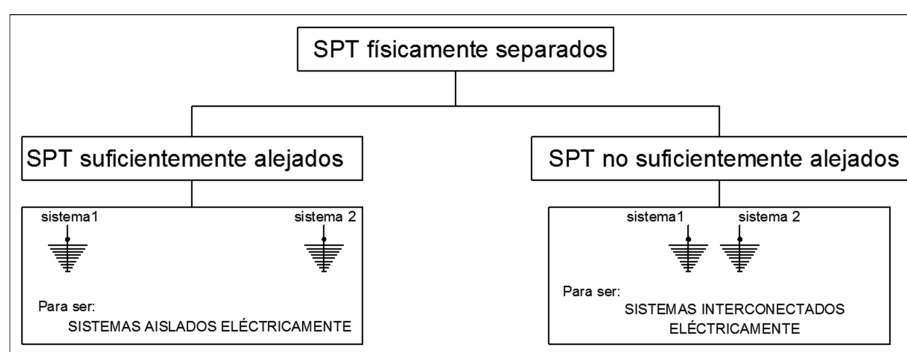 SPT físicamente separados
SPT suficientemente alejados
sistema1
sistema 2
Para ser:
SISTEMAS AISLADOS ELÉCTRICAMENTE
SPT no suficientemente alejados
sistema1
sistema 2
Para ser:
SISTEMAS INTERCONECTADOS
ELÉCTRICAMENTE